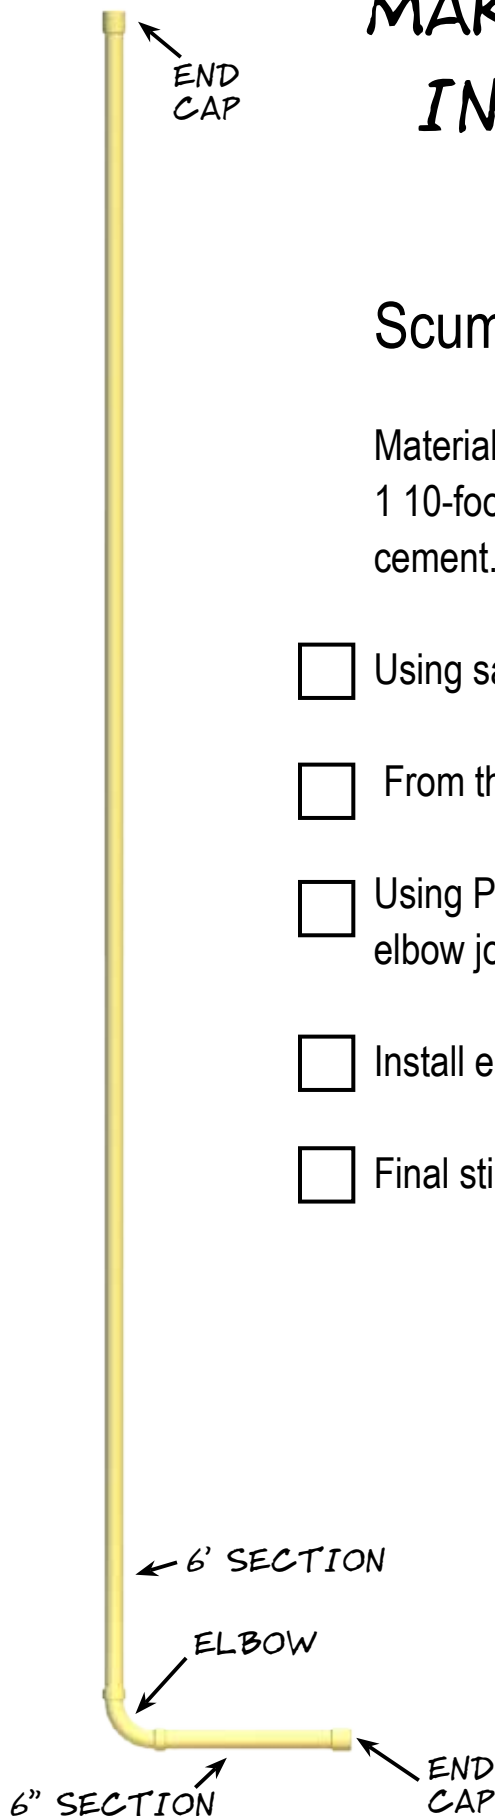 MAK
IN
END
CAP
Scum
Material
1 10-foo
cement.
Using sa
From th
Using P
elbow jo
Install e
Final sti
6' SECTION
ELBOW
END
CAP
6" SECTION